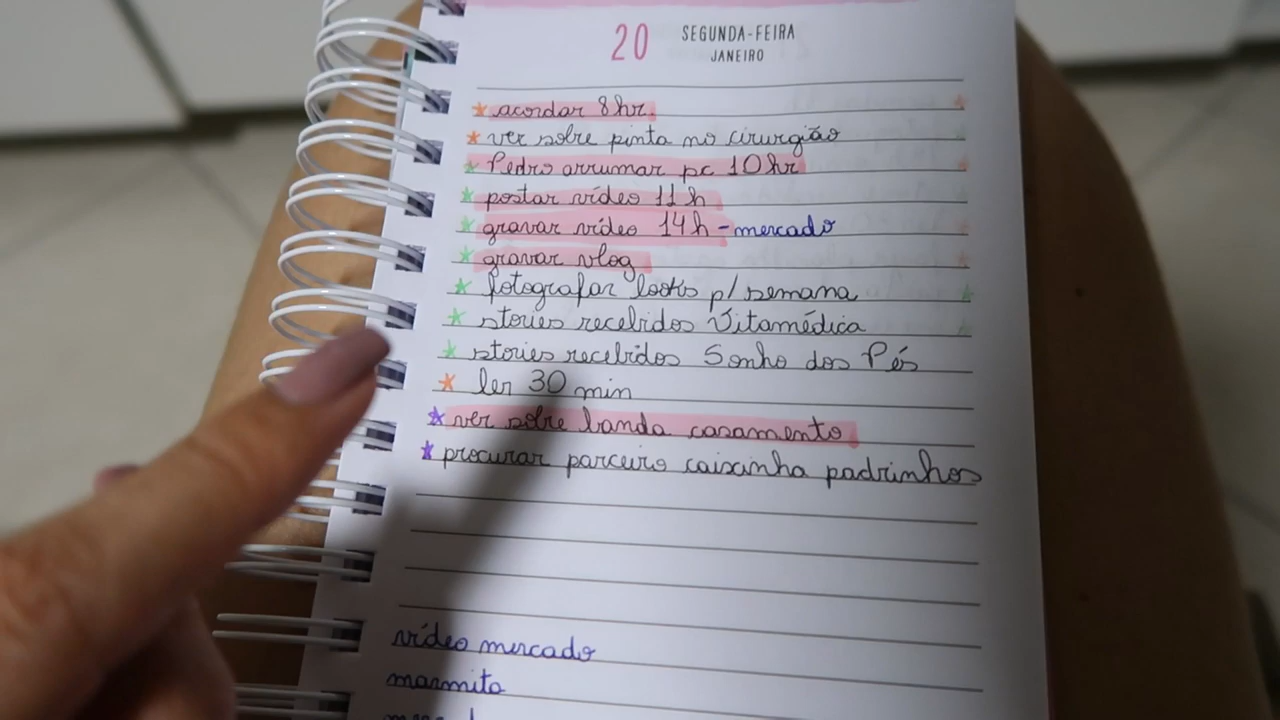 20 SEGUNDA-FEIRA
JANEIRO
* acordar 8hr.
* ver sobre pinta no cirurgião
* Pedro arrumar pc 10hr
* postar vídeo 11h
* gravar vídeo 14h - mercado
* gravar vlog
* fotografar looks p/ semana
* stories recebidos Vitamédica
* stories recebidos Sonho dos Pés
* ler 30 min
* ver sobre banda casamento
* procurar parceiro caixinha padrinhos
vídeo mercado
marmita